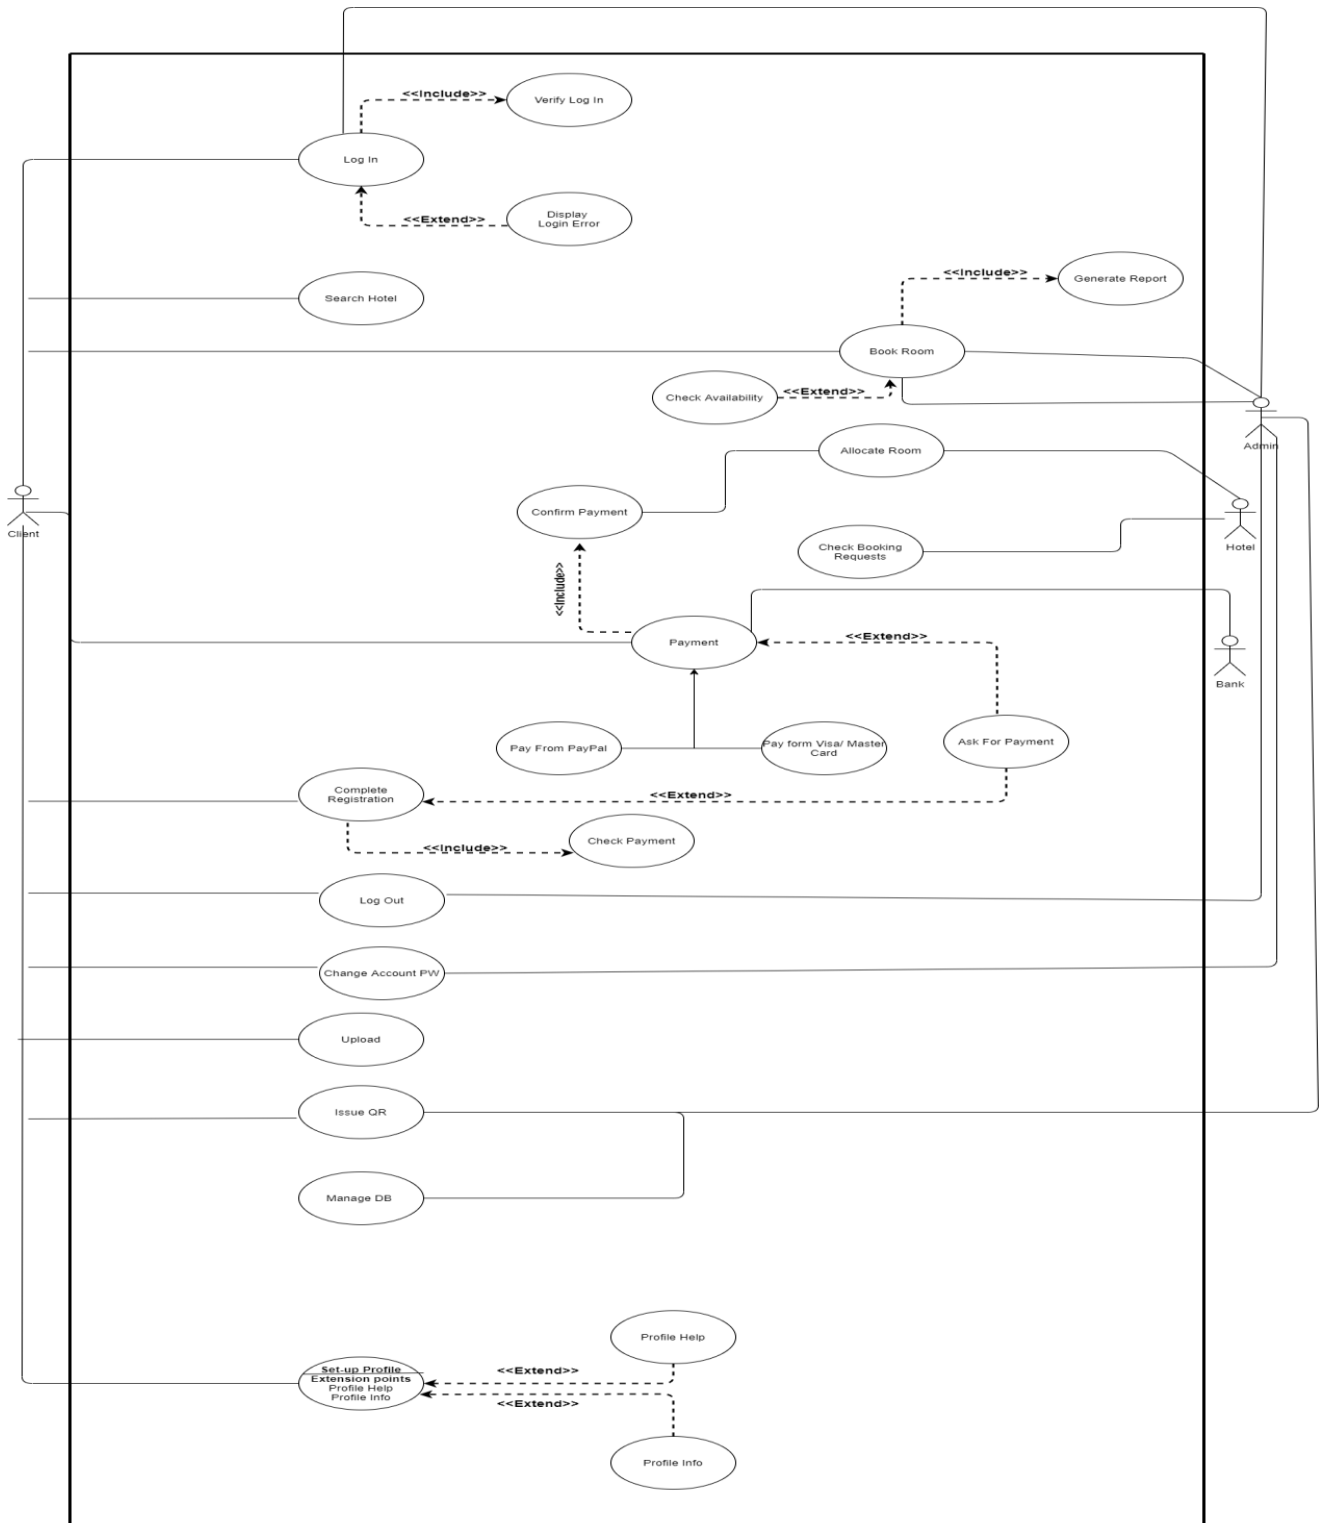 <<Include>>
Verify Log In
Log In
<<Extend>>
Display
Login Error
<<Include>>
Generate Report
Search Hotel
Book Room
Check Availability
<<Extend>>
Admin
Allocate Room
Confirm Payment
Client
Check Booking
Requests
Hotel
<<Include>>
Payment
<<Extend>>
Bank
Pay From PayPal
Pay form Visa/ Master
Card
Ask For Payment
Complete
Registration
<<Extend>>
Check Payment
<<Include>>
Log Out
Change Account PW
Upload
Issue QR
Manage DB
Profile Help
Set-up Profile
Extension points
Profile Help
Profile Info
<<Extend>>
<<Extend>>
Profile Info